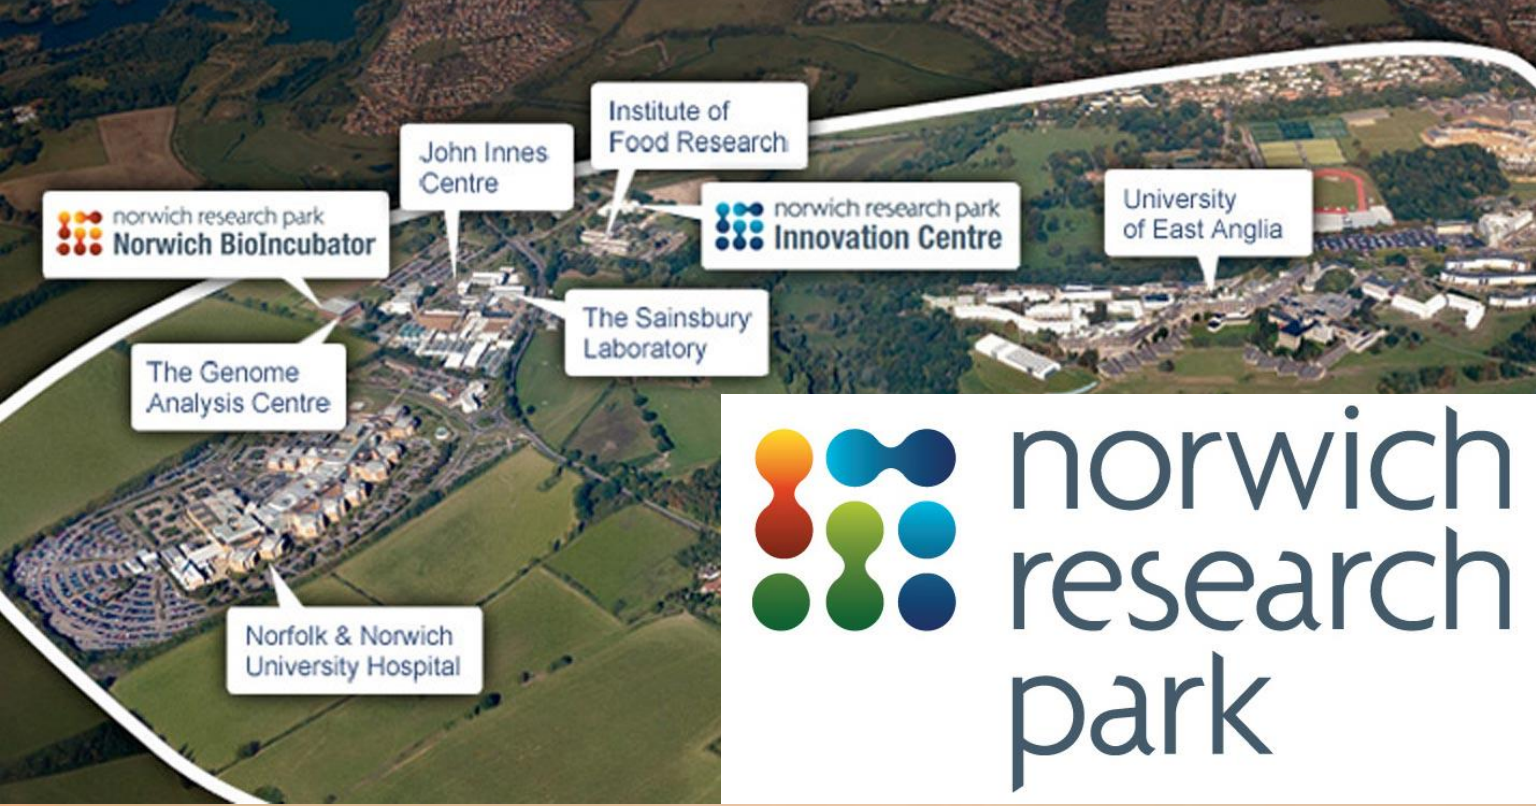 Institute of
Food Research
John Innes
Centre
norwich research park
Norwich BioIncubator
norwich research park
Innovation Centre
University
of East Anglia
The Sainsbury
Laboratory
The Genome
Analysis Centre
Norfolk & Norwich
University Hospital
norwich
research
park